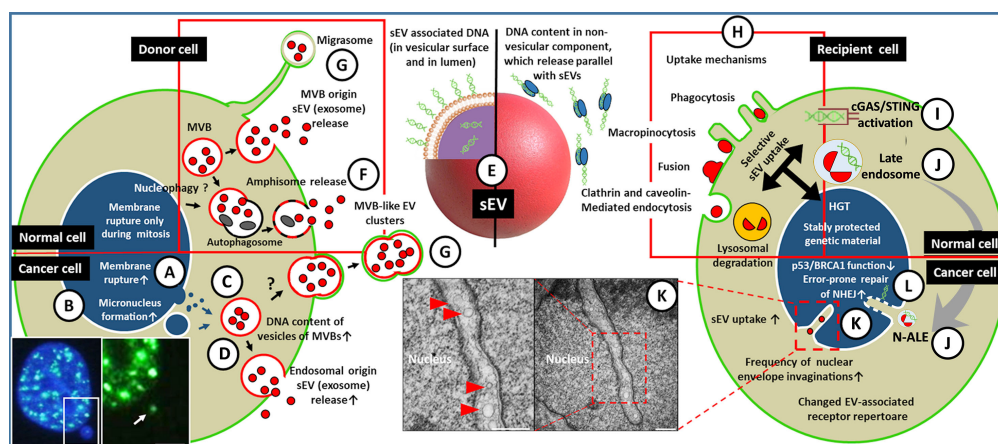 Donor cell
Migrasome
G
MVB origin
sEV (exosome)
release
MVB
Nucleophagy ?
Membrane
rupture only
during mitosis
Amphisome release
F
Autophagosome
MVB-like EV
clusters
G
Normal cell
Cancer cell
Membrane
rupture↑
A
B
Micronucleus
formation↑
C
?
D
DNA content of
vesicles of MVBs↑
Endosomal origin
sEV (exosome)
release↑
sEV associated DNA
(in vesicular surface
and in lumen)
DNA content in non-
vesicular component,
which release parallel
with sEVs
E
sEV
H
Uptake mechanisms
Phagocytosis
Macropinocytosis
Fusion
Clathrin and caveolin-
Mediated endocytosis
Selective
sEV uptake
Recipient cell
cGAS/STING
activation
I
Late
endosome
J
Lysosomal
degradation
HGT
Stably protected
genetic material
Normal cell
Cancer cell
p53/BRCA1 function↓
Error-prone repair
of NHEJ↑
L
K
N-ALE
J
sEV uptake ↑
Frequency of nuclear
envelope invaginations↑
Changed EV-associated
receptor repertoare
Nucleus
Nucleus
K